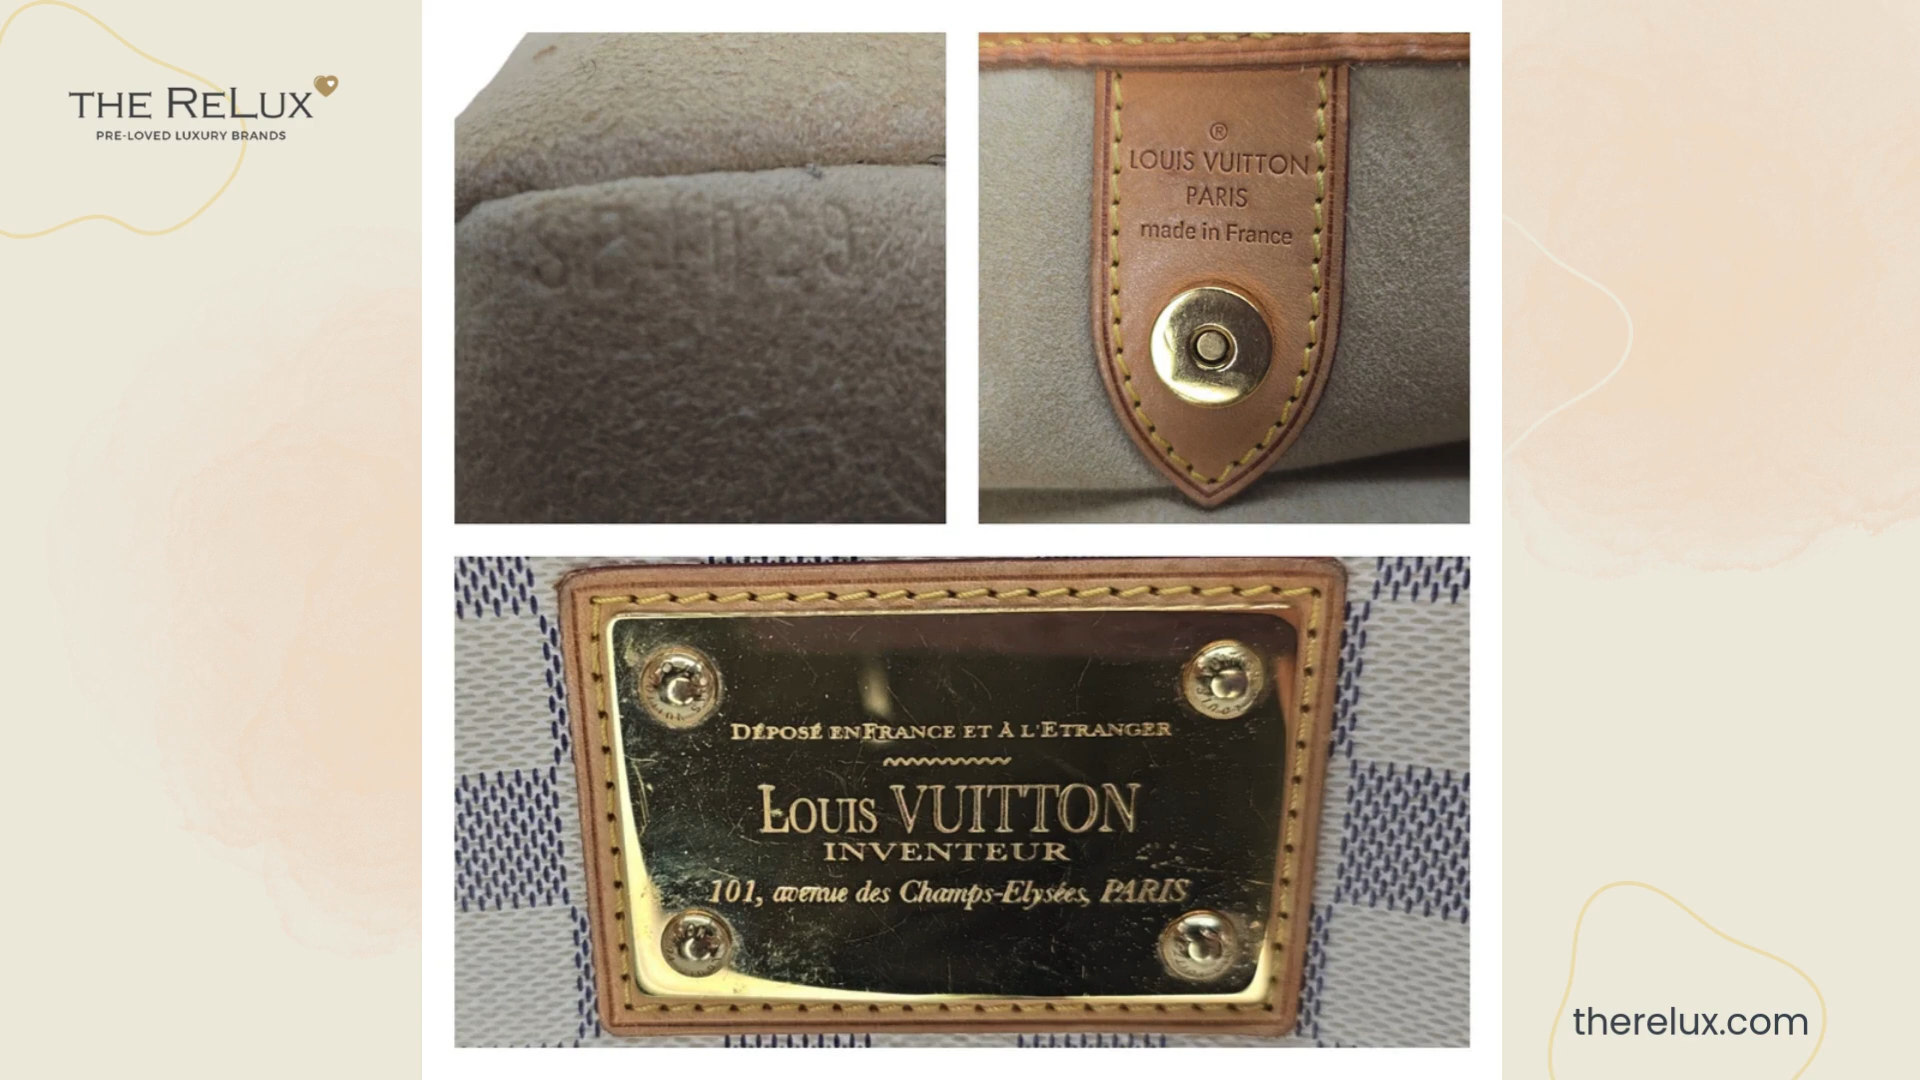 THE RELUX
PRE-LOVED LUXURY BRANDS
®
LOUIS VUITTON
PARIS
made in France
DÉPOSÉ EN FRANCE ET À L'ETRANGER
LOUIS VUITTON
INVENTEUR
101, avenue des Champs-Elysées, PARIS
therelux.com